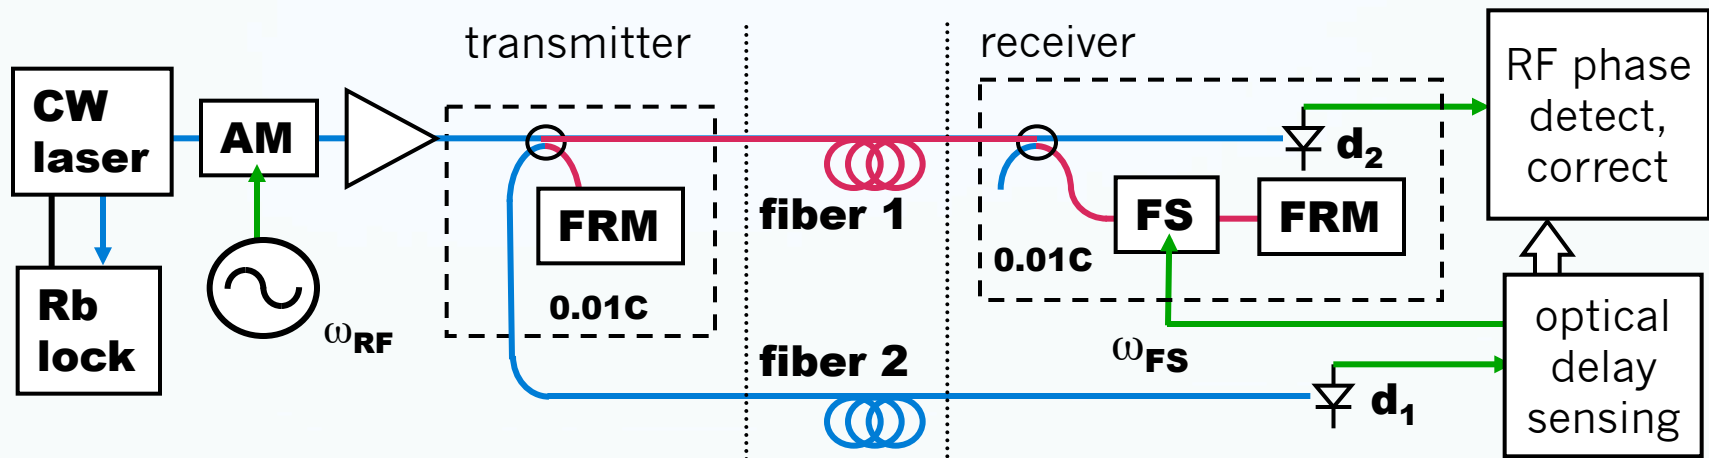 transmitter
receiver
CW
laser
AM
Rb
lock
ωRF
FRM
0.01C
fiber 1
fiber 2
0.01C
FS
FRM
ωFS
d2
d1
RF phase
detect,
correct
optical
delay
sensing